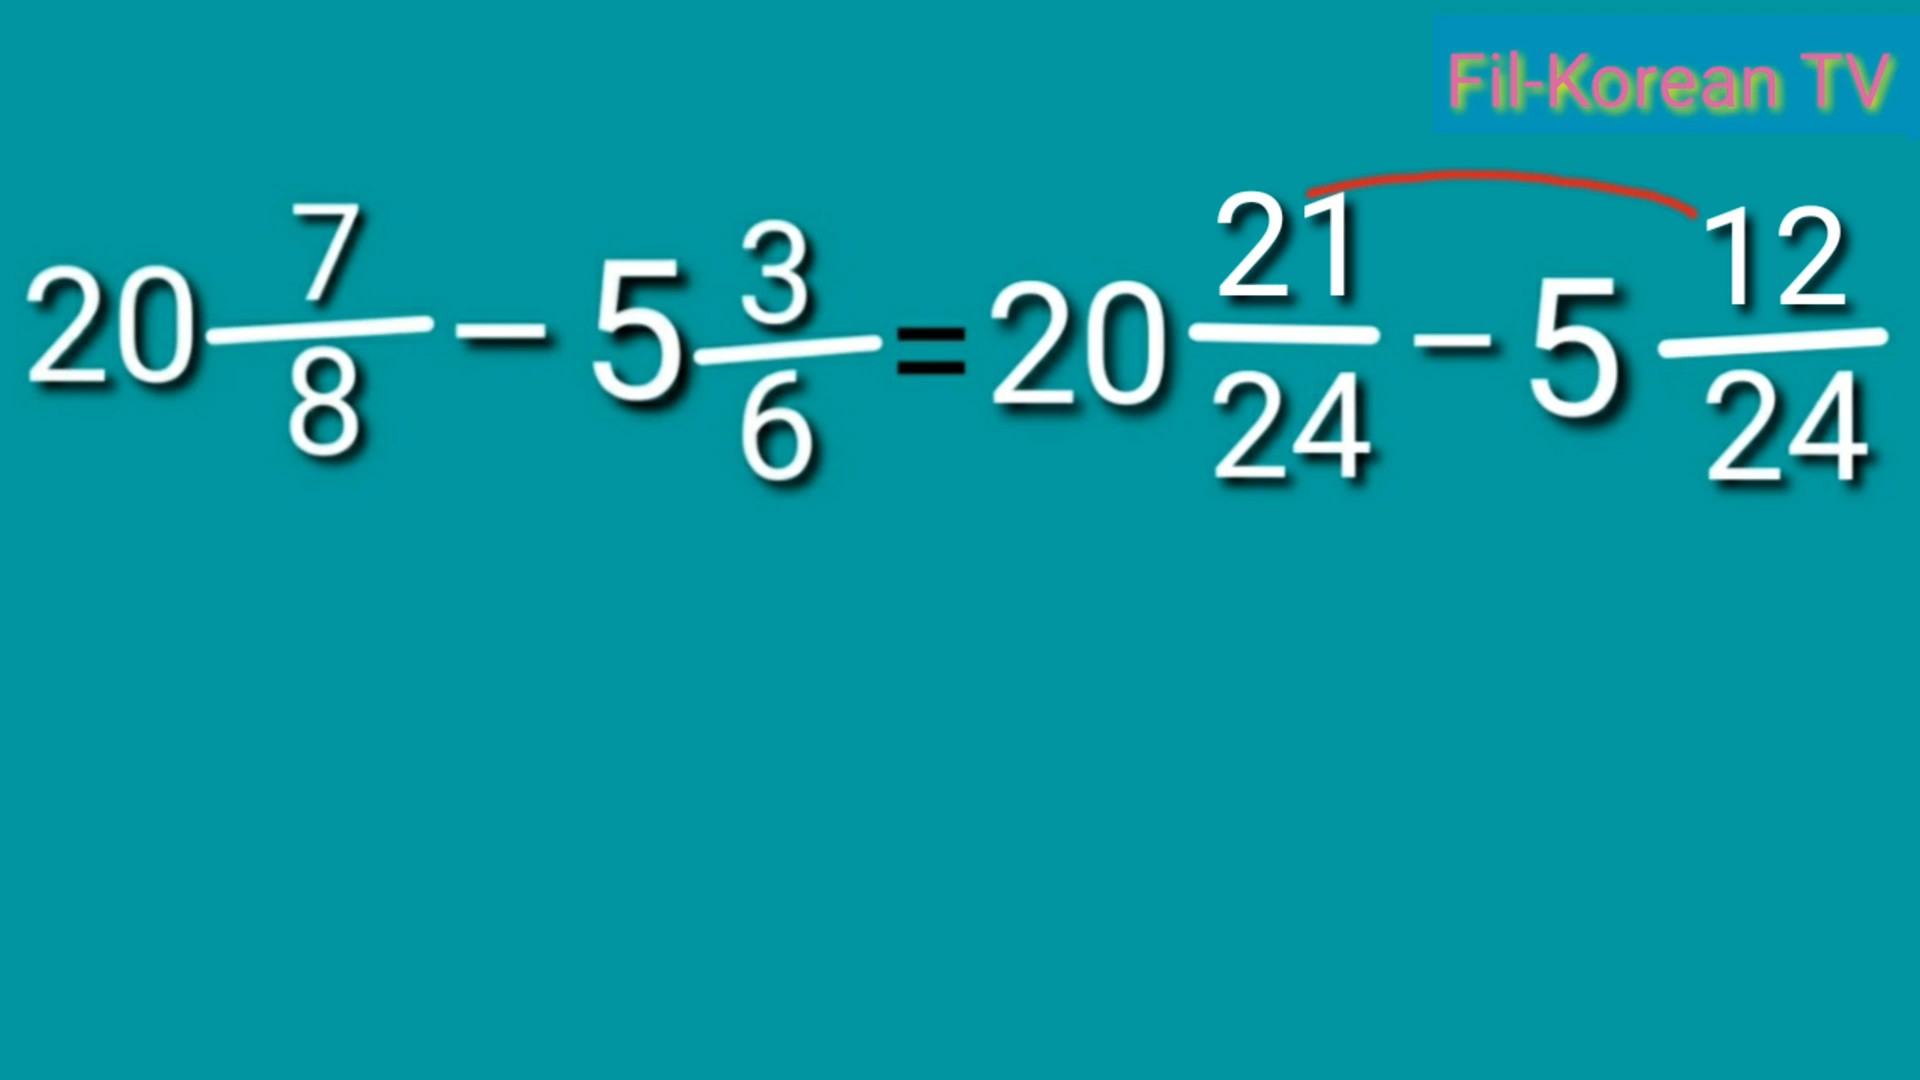 Fil-Korean TV
20 7/8 – 5 3/6 = 20 21/24 – 5 12/24